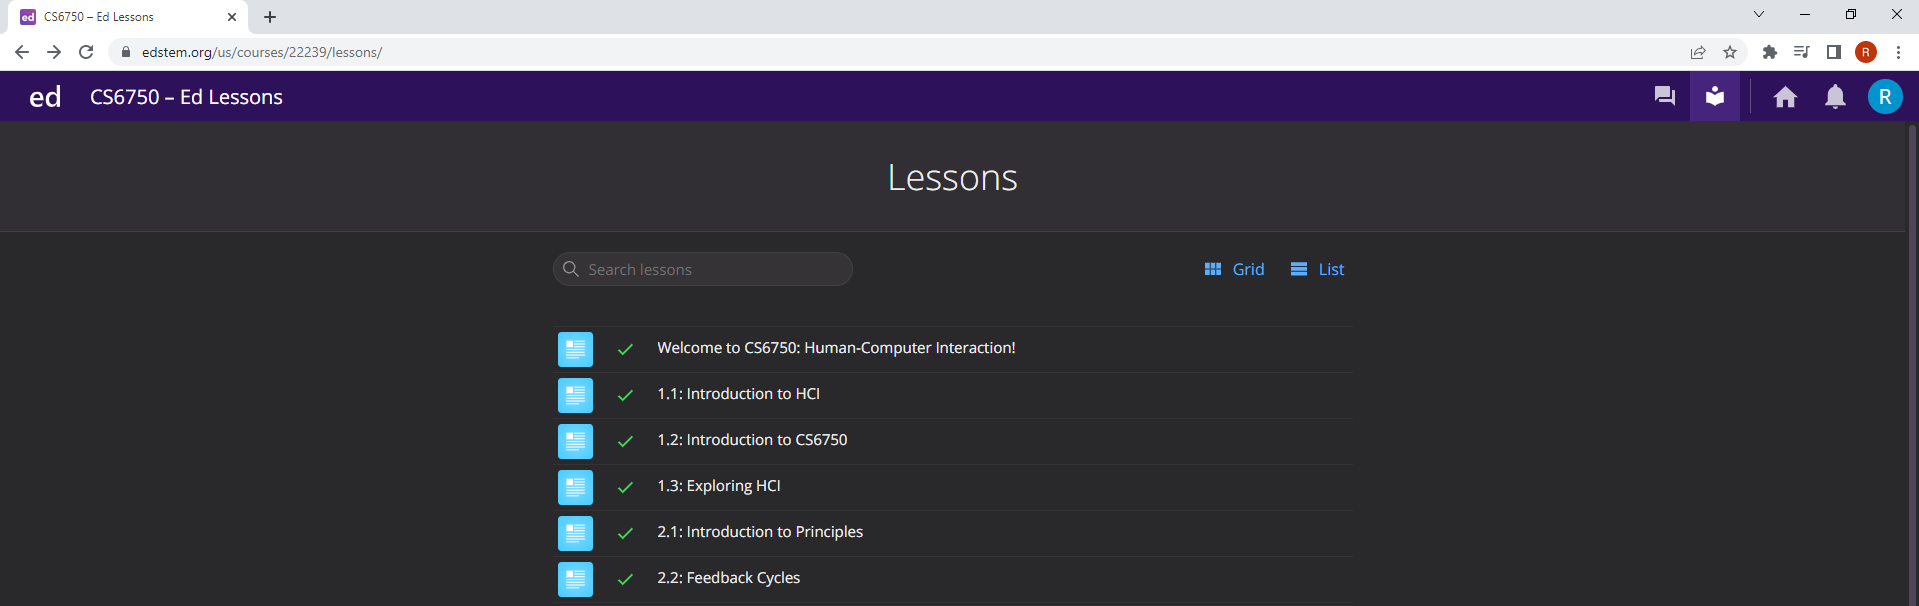 ed CS6750 – Ed Lessons
edstem.org/us/courses/22239/lessons/
R
ed CS6750 – Ed Lessons
R
Lessons
Search lessons
Grid List
Welcome to CS6750: Human-Computer Interaction!
1.1: Introduction to HCI
1.2: Introduction to CS6750
1.3: Exploring HCI
2.1: Introduction to Principles
2.2: Feedback Cycles